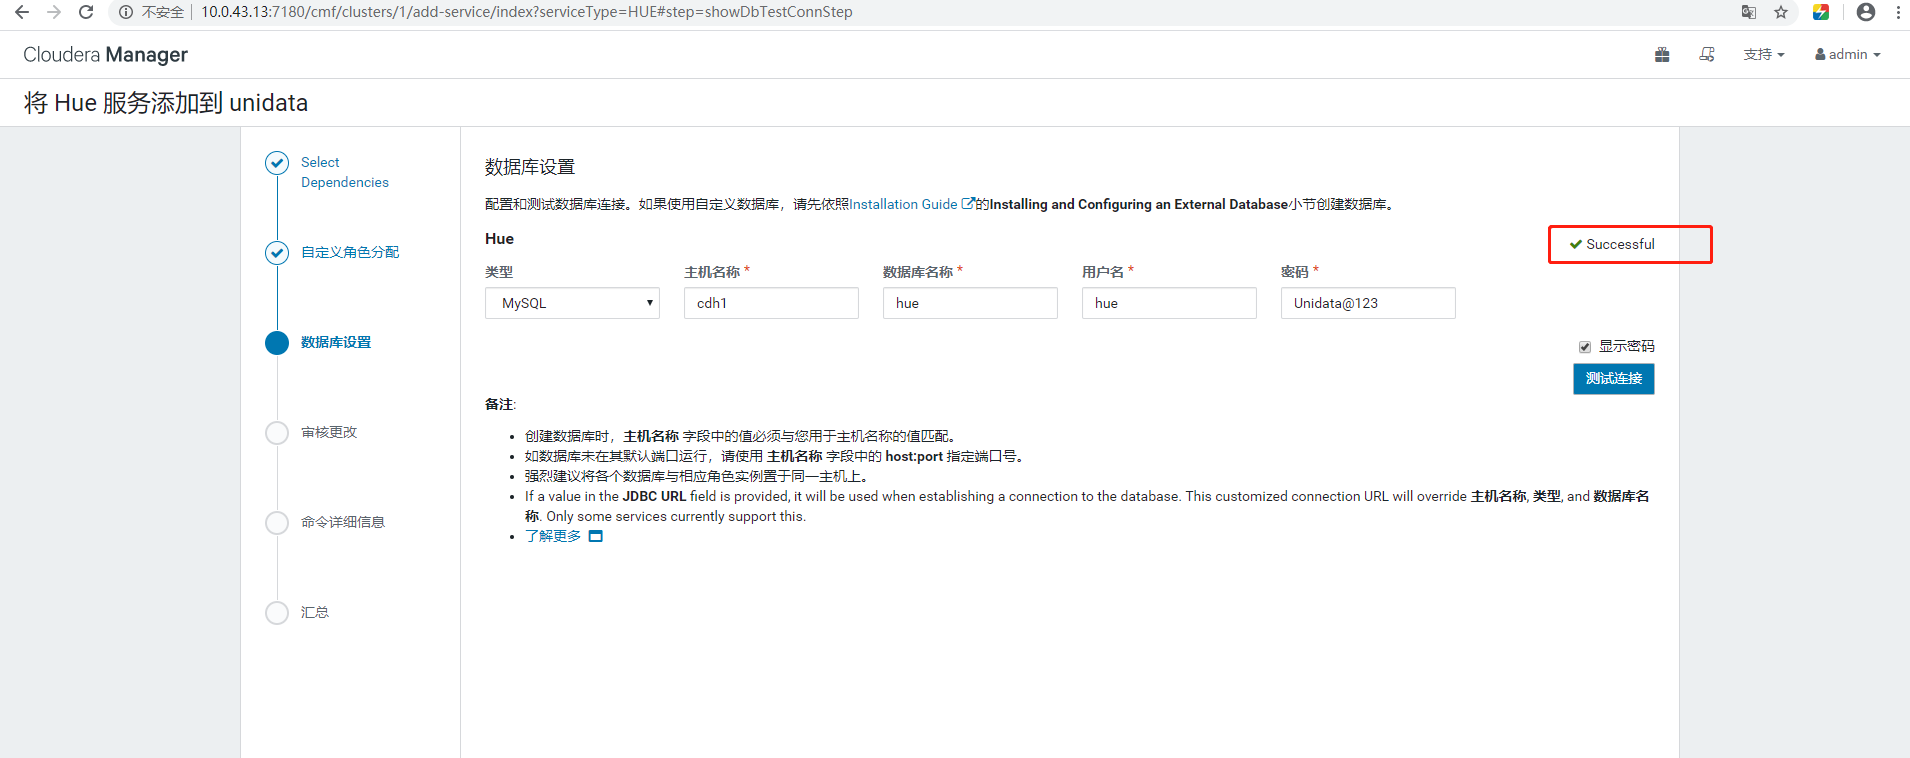 不安全 10.0.43.13:7180/cmf/clusters/1/add-service/index?serviceType=HUE#step=showDbTestConnStep
Cloudera Manager
支持 admin
将 Hue 服务添加到 unidata
Select
Dependencies
自定义角色分配
数据库设置
审核更改
命令详细信息
汇总
数据库设置
配置和测试数据库连接。如果使用自定义数据库，请先依照Installation Guide 的Installing and Configuring an External Database小节创建数据库。
Hue
Successful
类型 主机名称 * 数据库名称 * 用户名 * 密码 *
MySQL cdh1 hue hue Unidata@123
显示密码
测试连接
备注:
• 创建数据库时，主机名称 字段中的值必须与您用于主机名称的值匹配。
• 如数据库未在其默认端口运行，请使用 主机名称 字段中的 host:port 指定端口号。
• 强烈建议将各个数据库与相应角色实例置于同一主机上。
• If a value in the JDBC URL field is provided, it will be used when establishing a connection to the database. This customized connection URL will override 主机名称, 类型, and 数据库名
称. Only some services currently support this.
• 了解更多